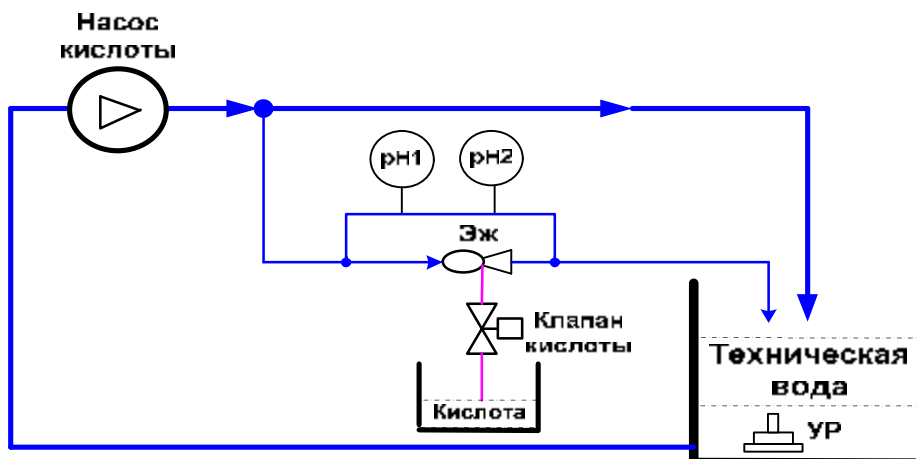 Насос
кислоты
pH1
pH2
Эж
Клапан
кислоты
Кислота
Техническая
вода
УР